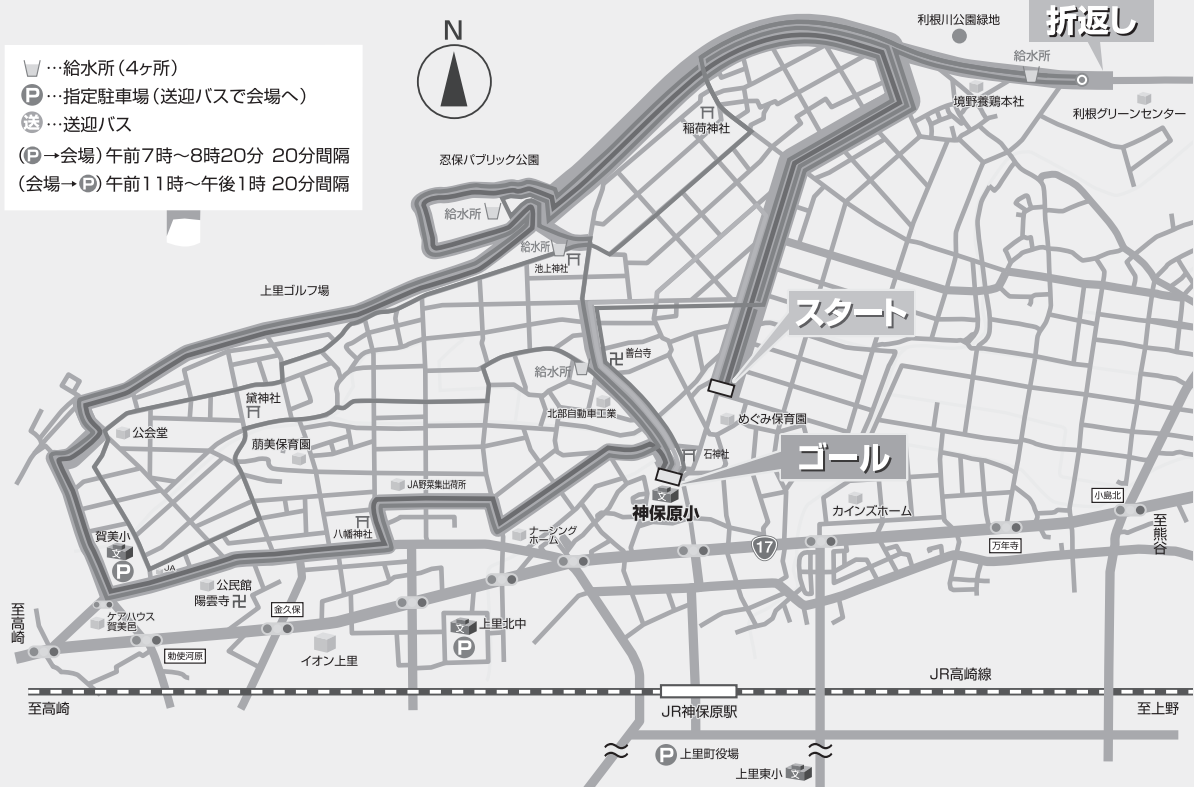 N
利根川公園緑地
折返し
…給水所（4ヶ所）
P…指定駐車場（送迎バスで会場へ）
送…送迎バス
（P→会場）午前7時～8時20分 20分間隔
（会場→P）午前11時～午後1時 20分間隔
給水所
境野養鶏本社
利根グリーンセンター
稲荷神社
忍保パブリック公園
給水所
給水所
池上神社
上里ゴルフ場
スタート
善台寺
給水所
黛神社
北部自動車工業
めぐみ保育園
公会堂
萠美保育園
石神社
ゴール
JA野菜集出荷所
文
神保原小
カインズホーム
小島北
至熊谷
賀美小
文
P
八幡神社
ナーシング
ホーム
17
万年寺
JA
公民館
陽雲寺
至高崎
ケアハウス
賀美邑
金久保
文
上里北中
P
勅使河原
イオン上里
JR高崎線
至高崎
JR神保原駅
至上野
P
上里町役場
上里東小
文